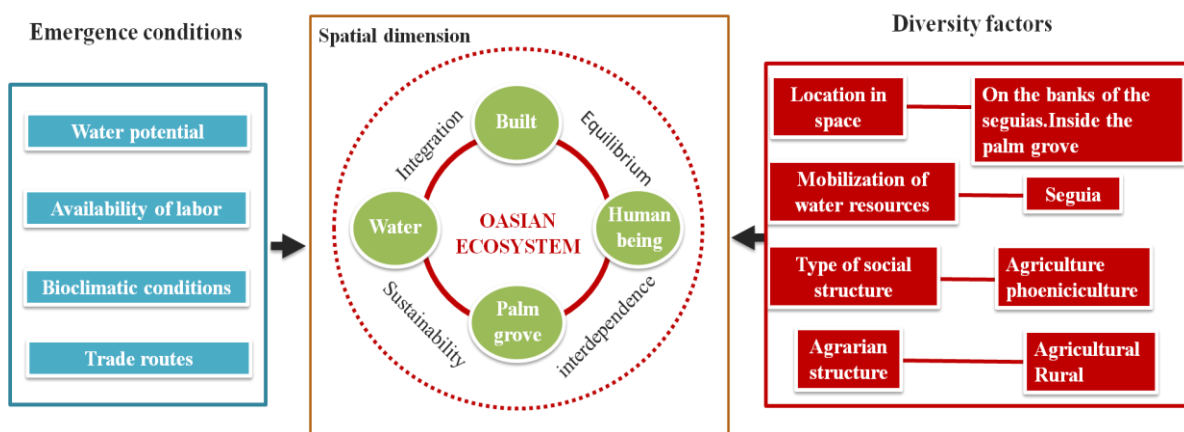 Emergence conditions
Water potential
Availability of labor
Bioclimatic conditions
Trade routes
Spatial dimension
Built
Integration
Equilibrium
Water
OASIAN
ECOSYSTEM
Human
being
Sustainability
interdependence
Palm
grove
Diversity factors
Location in
space
On the banks of the
seguias.Inside the
palm grove
Mobilization of
water resources
Seguia
Type of social
structure
Agriculture
phoeniciculture
Agrarian
structure
Agricultural
Rural